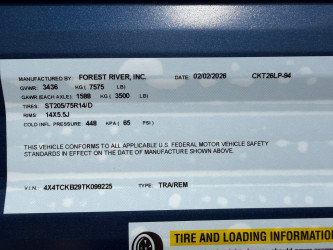 MANUFACTURED BY: FOREST RIVER, INC. DATE: 02/02/2026 CKT26LP-94
GVWR: 3436 KG ( 7575 LB)
GAWR (EACH AXLE): 1588 KG ( 3500 LB)
TIRES: ST205/75R14/D
RIMS: 14X5.5J
COLD INFL. PRESSURE: 448 KPA ( 65 PSI )
THIS VEHICLE CONFORMS TO ALL APPLICABLE U.S. FEDERAL MOTOR VEHICLE SAFETY
STANDARDS IN EFFECT ON THE DATE OF MANUFACTURE SHOWN ABOVE.
V.I.N. 4X4TCKB29TK099225 TYPE: TRA/REM
TIRE AND LOADING INFORMATION